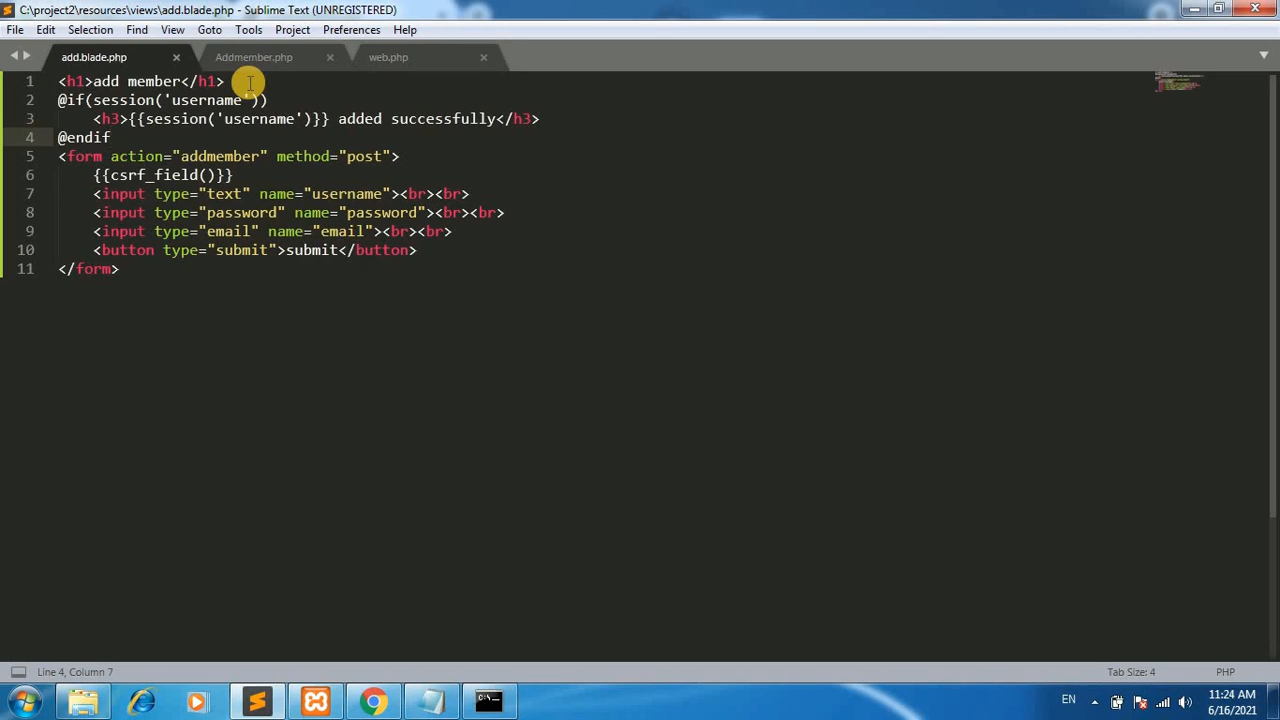 C:\project2\resources\views\add.blade.php - Sublime Text (UNREGISTERED)
File Edit Selection Find View Goto Tools Project Preferences Help
add.blade.php Addmember.php web.php
1 <h1>add member</h1>
2 @if(session('username'))
3 <h3>{{session('username')}} added successfully</h3>
4 @endif
5 <form action="addmember" method="post">
6 {{csrf_field()}}
7 <input type="text" name="username"><br><br>
8 <input type="password" name="password"><br><br>
9 <input type="email" name="email"><br><br>
10 <button type="submit">submit</button>
11 </form>
Line 4, Column 7 Tab Size: 4 PHP
EN 11:24 AM
6/16/2021